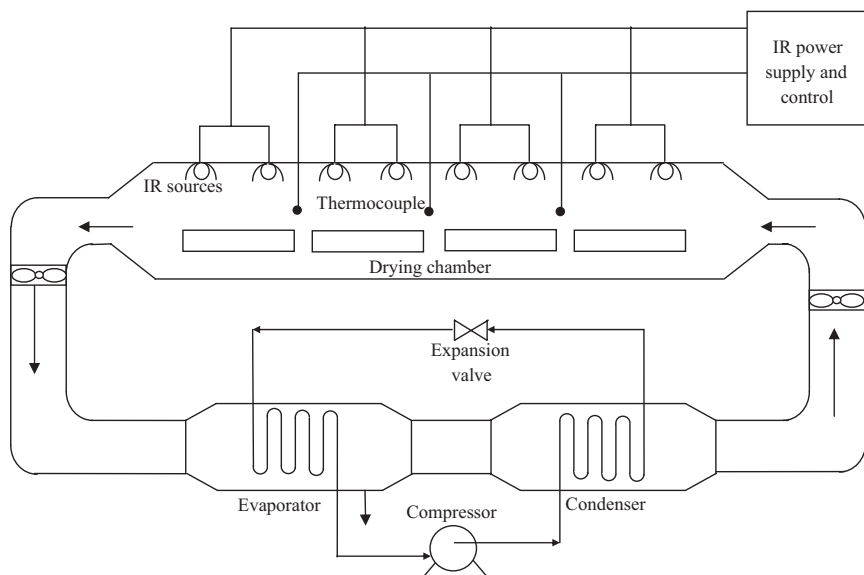 IR power
supply and
control
IR sources
Thermocouple
Drying chamber
Expansion
valve
Evaporator
Condenser
Compressor